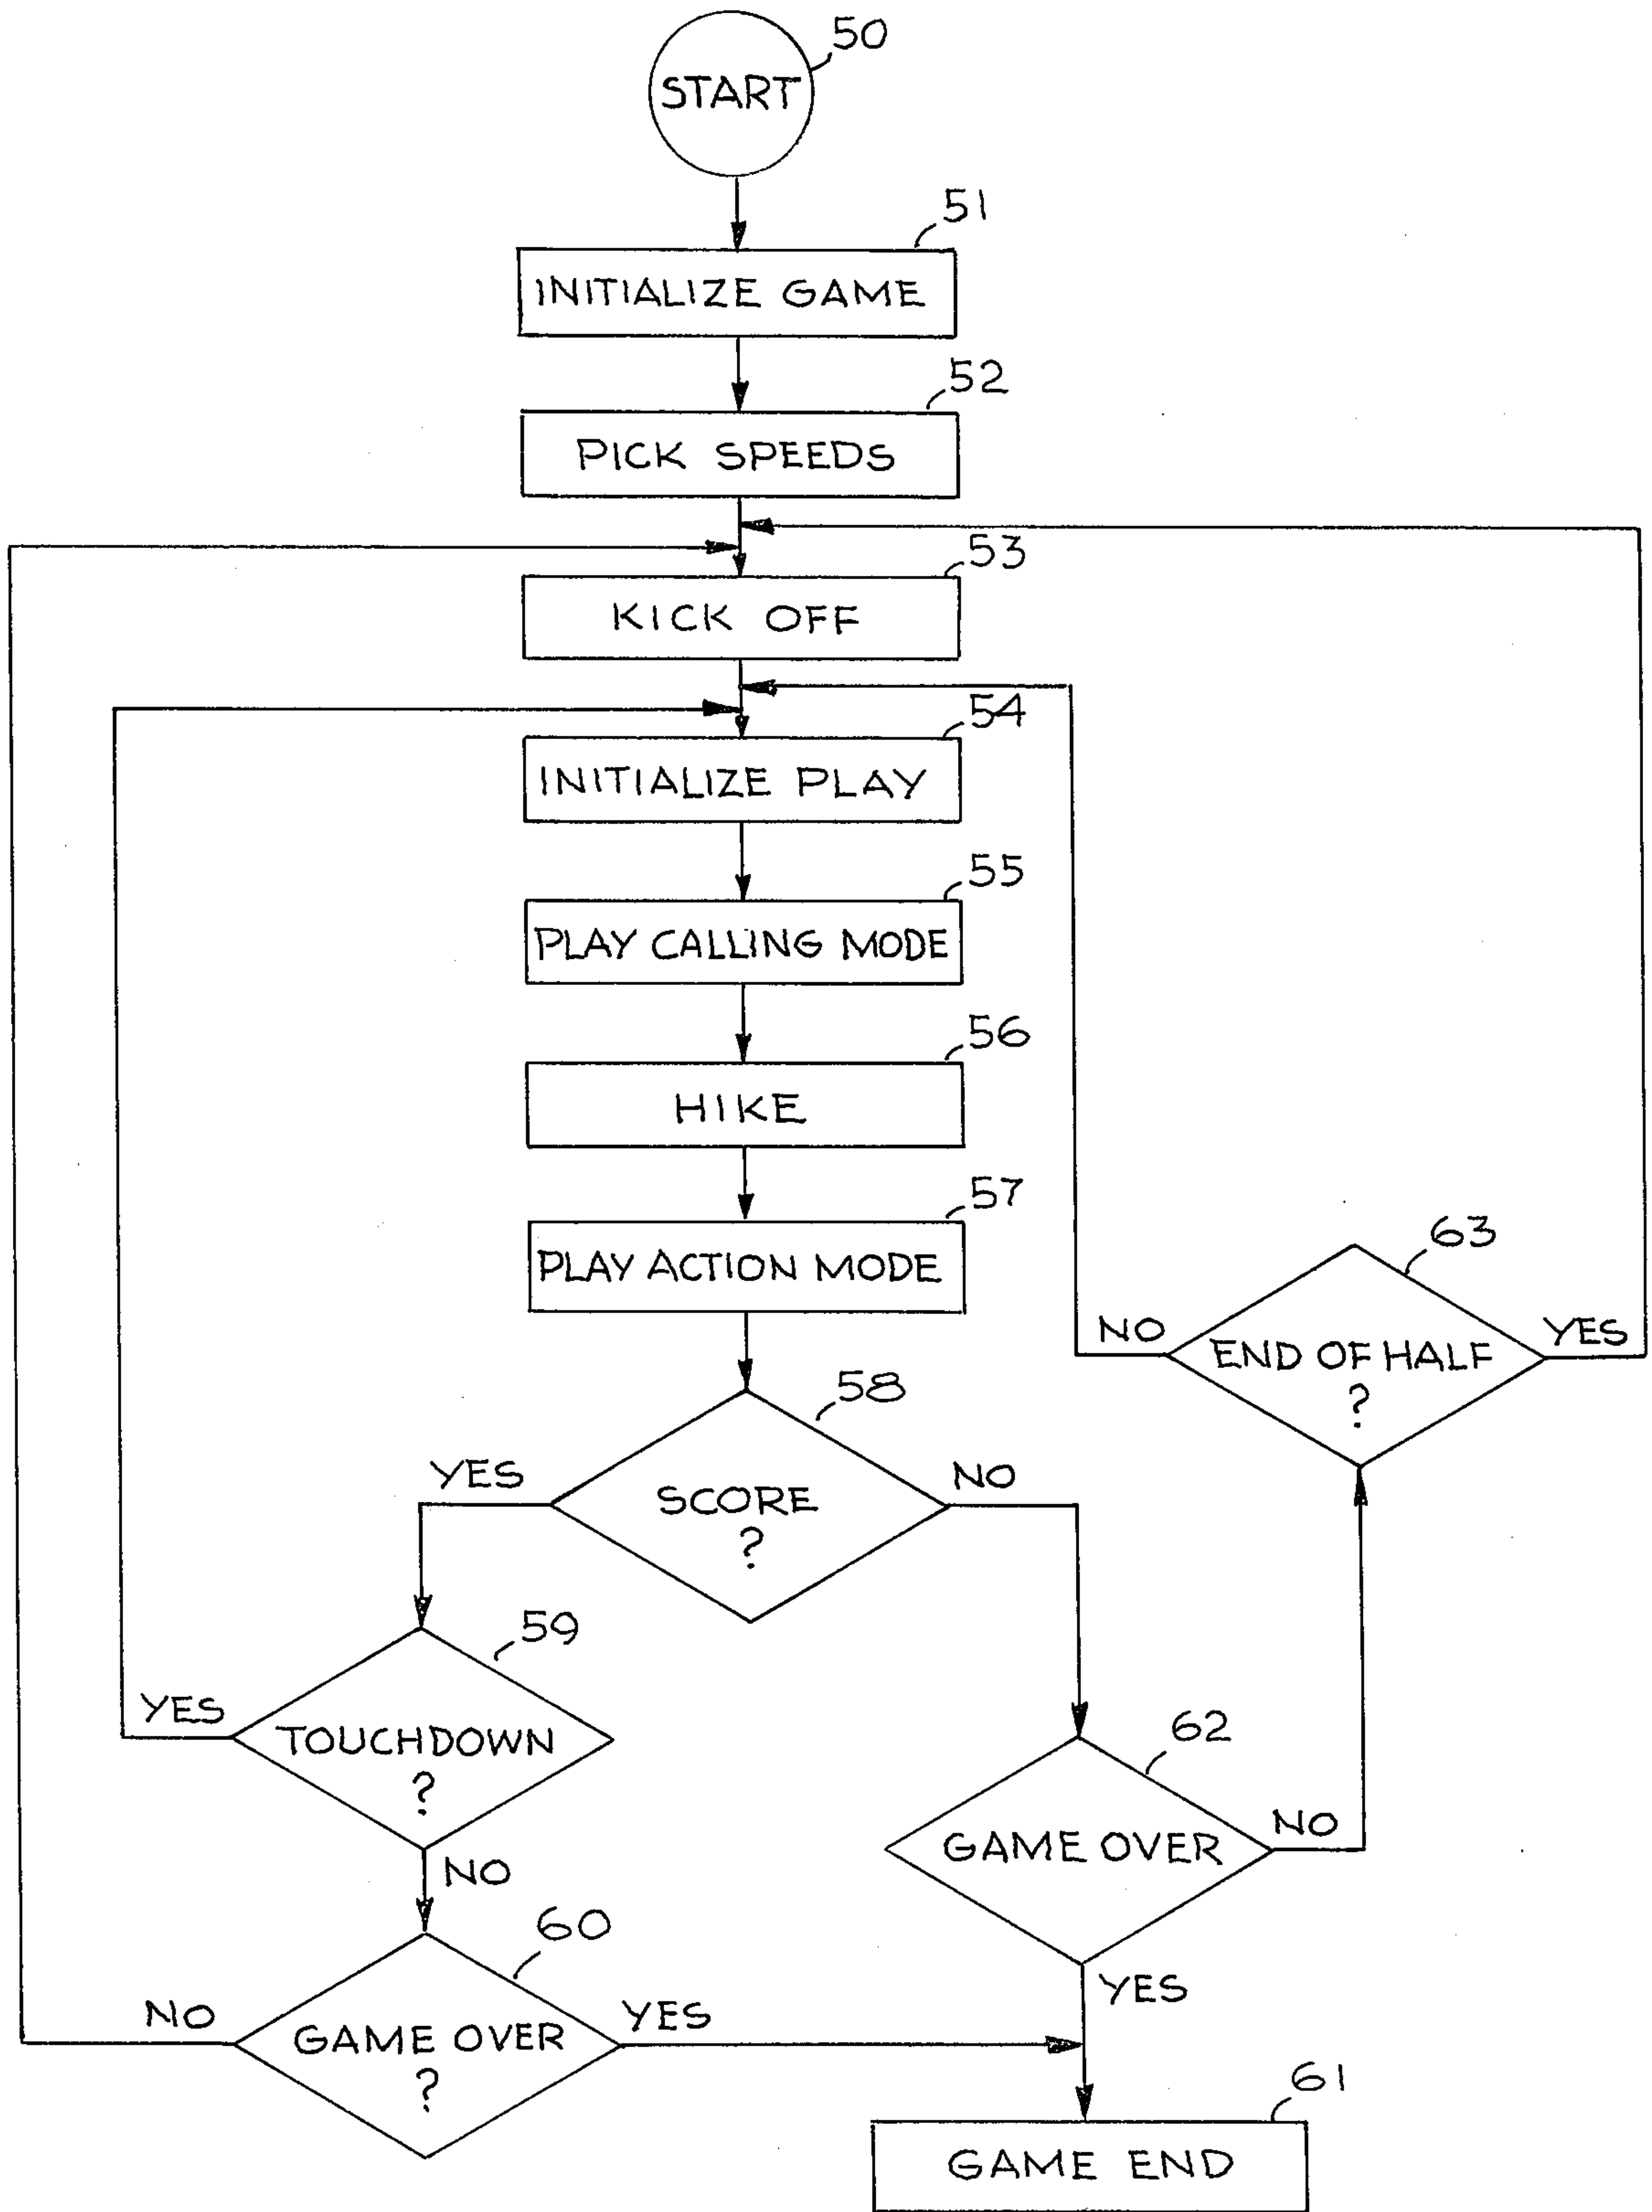 50
START
51
INITIALIZE GAME
52
PICK SPEEDS
53
KICK OFF
54
INITIALIZE PLAY
55
PLAY CALLING MODE
56
HIKE
57
PLAY ACTION MODE
63
NO
YES
END OF HALF
?
58
YES
NO
SCORE
?
59
YES
TOUCHDOWN
?
NO
62
GAME OVER
NO
YES
60
NO
YES
GAME OVER
?
61
GAME END